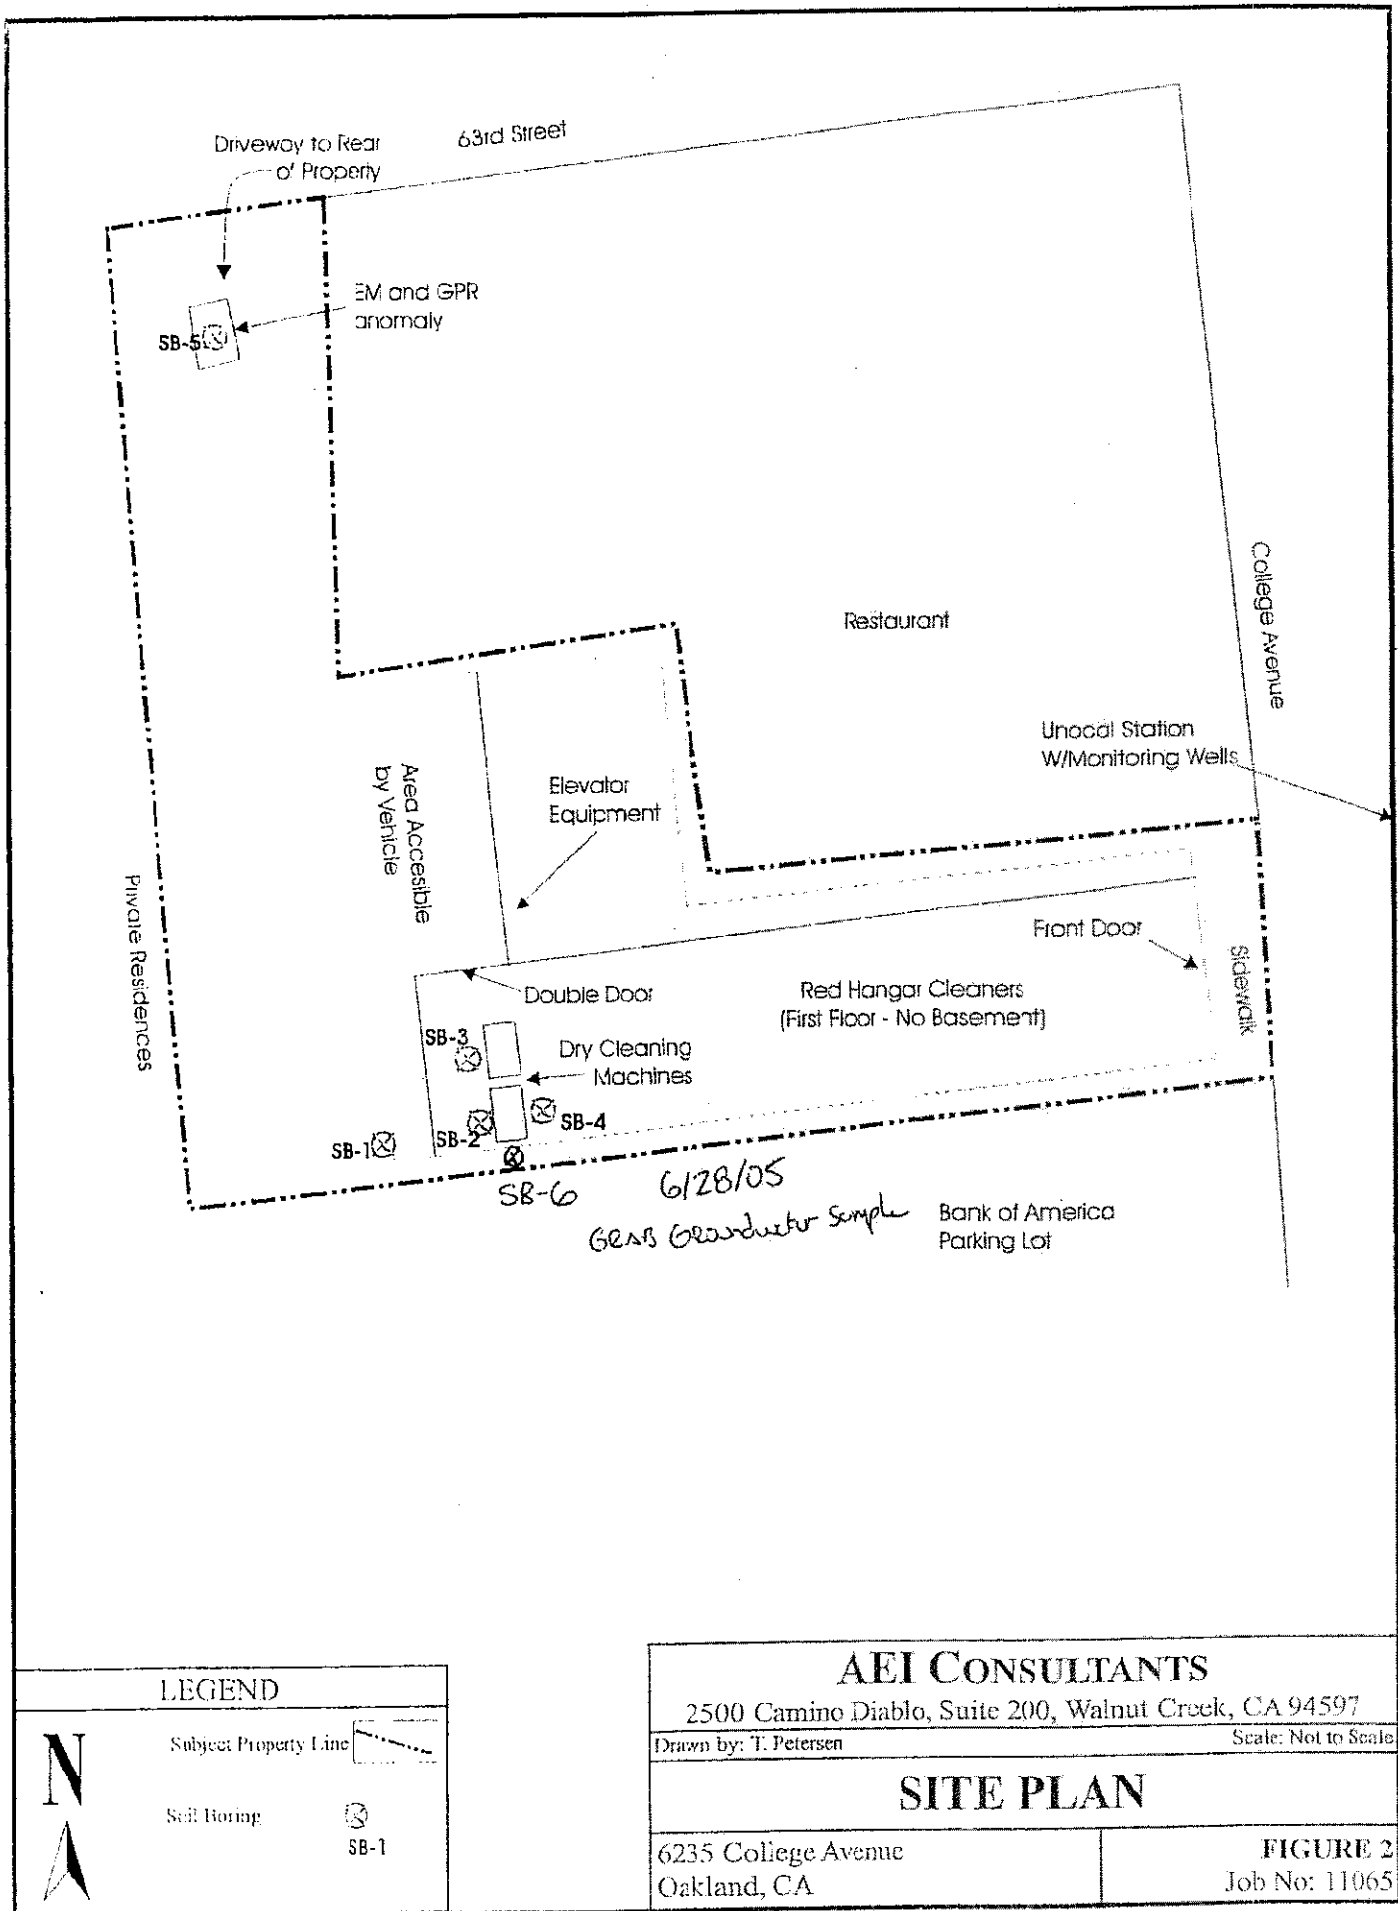 Driveway to Rear
of Property
63rd Street
EM and GPR
anomaly
SB-5
College Avenue
Restaurant
Unocal Station
W/Monitoring Wells
Area Accesible
by Vehicle
Elevator
Equipment
Private Residences
Front Door
Sidewalk
Double Door
Red Hangar Cleaners
(First Floor - No Basement)
SB-3
Dry Cleaning
Machines
SB-4
SB-2
SB-1
SB-6
6/28/05
GRAB Groundwater Sample
Bank of America
Parking Lot
LEGEND
N
Subject Property Line
Soil Boring
SB-1
AEI CONSULTANTS
2500 Camino Diablo, Suite 200, Walnut Creek, CA 94597
Drawn by: T. Petersen
Scale: Not to Scale
SITE PLAN
6235 College Avenue
Oakland, CA
FIGURE 2
Job No: 11065